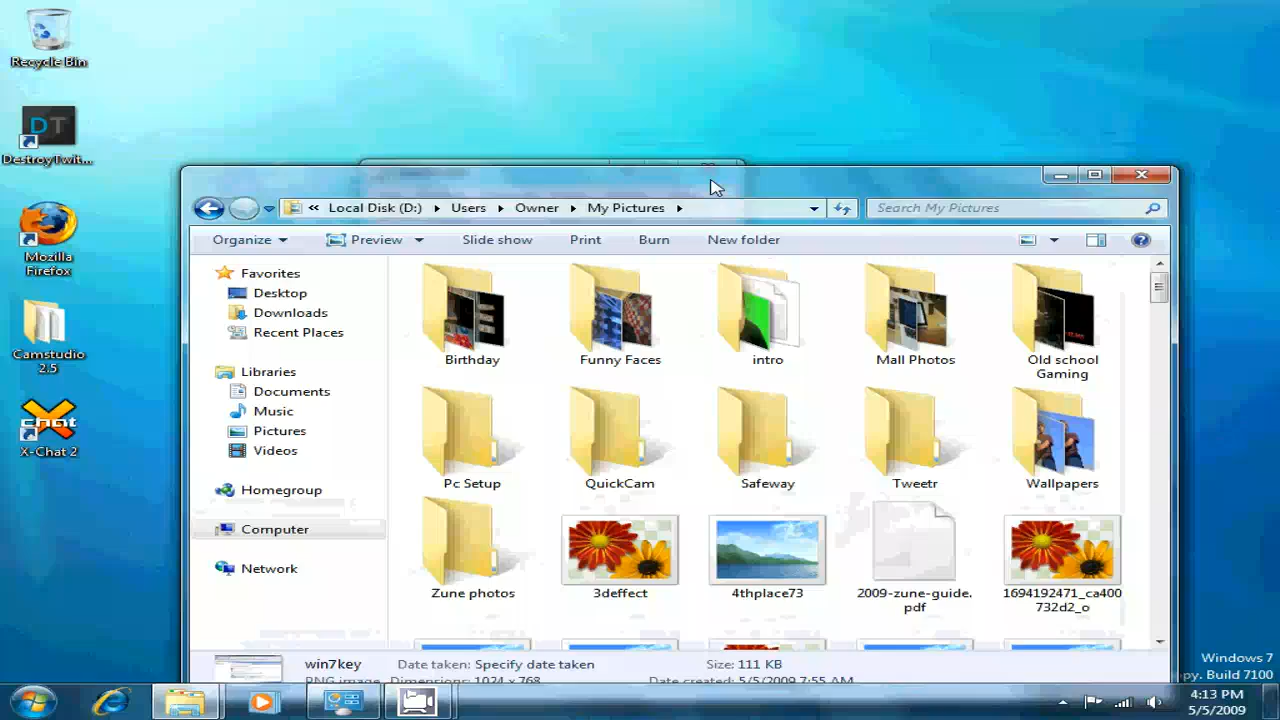 Recycle Bin
DestroyTwit...
Mozilla
Firefox
Camstudio
2.5
X-Chat 2
« Local Disk (D:) Users Owner My Pictures
Search My Pictures
Organize Preview Slide show Print Burn New folder
Favorites
Desktop
Downloads
Recent Places
Libraries
Documents
Music
Pictures
Videos
Homegroup
Computer
Network
Birthday
Funny Faces
intro
Mall Photos
Old school
Gaming
Pc Setup
QuickCam
Safeway
Tweetr
Wallpapers
Zune photos
3deffect
4thplace73
2009-zune-guide.
pdf
1694192471_ca400
732d2_o
win7key Date taken: Specify date taken Size: 111 KB
PNG image Dimensions: 1024 x 768 Date created: 5/5/2009 7:55 AM
Windows 7
py. Build 7100
4:13 PM
5/5/2009